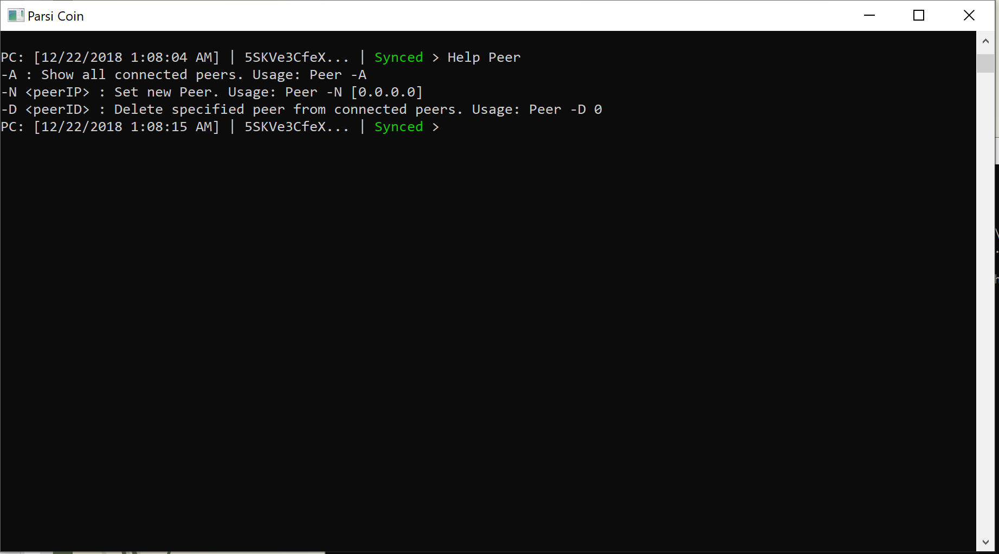 Parsi Coin
PC: [12/22/2018 1:08:04 AM] | 5SKVe3CfeX... | Synced > Help Peer
-A : Show all connected peers. Usage: Peer -A
-N <peerIP> : Set new Peer. Usage: Peer -N [0.0.0.0]
-D <peerID> : Delete specified peer from connected peers. Usage: Peer -D 0
PC: [12/22/2018 1:08:15 AM] | 5SKVe3CfeX... | Synced >